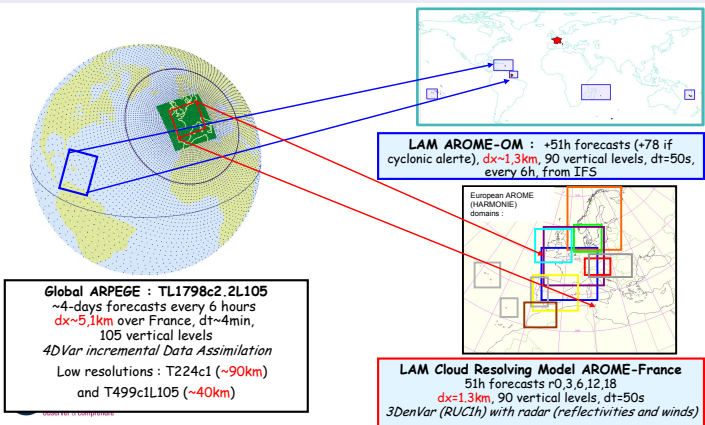 LAM AROME-OM : +51h forecasts (+78 if
cyclonic alerte), dx~1,3km, 90 vertical levels, dt=50s,
every 6h, from IFS
European AROME
(HARMONIE)
domains :
Global ARPEGE : TL1798c2,2L105
~4-days forecasts every 6 hours
dx~5,1km over France, dt~4min,
105 vertical levels
4DVar incremental Data Assimilation
Low resolutions : T224c1 (~90km)
and T499c1L105 (~40km)
LAM Cloud Resolving Model AROME-France
51h forecasts r0,3,6,12,18
dx=1.3km, 90 vertical levels, dt=50s
3DenVar (RUC1h) with radar (reflectivities and winds)